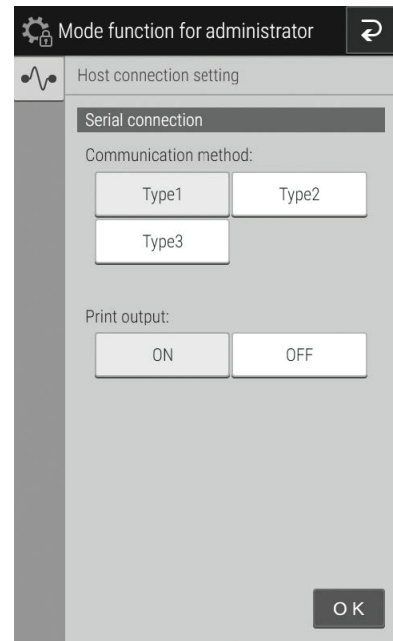 Mode function for administrator
Host connection setting
Serial connection
Communication method:
Type1 Type2
Type3
Print output:
ON OFF
OK